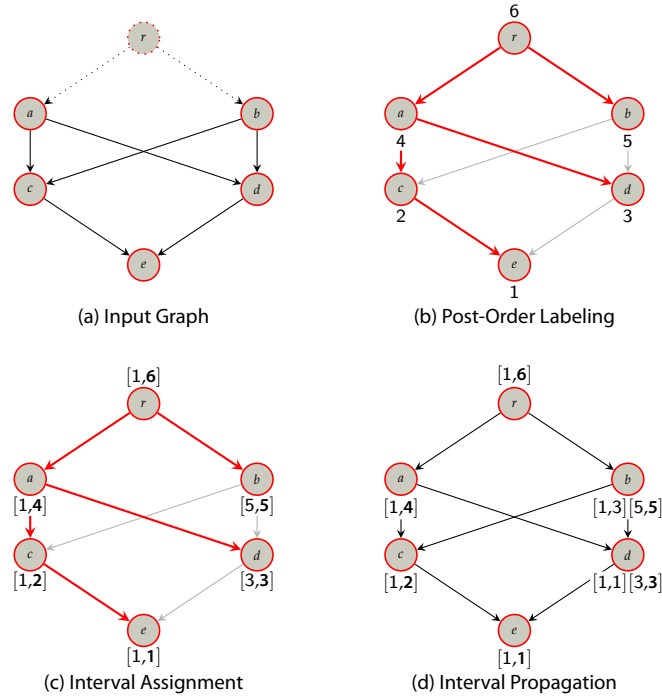 r
a
b
c
d
e
(a) Input Graph
6
r
a
b
4
5
c
d
2
3
e
1
(b) Post-Order Labeling
[1,6]
r
a
b
[1,4]
[5,5]
c
d
[1,2]
[3,3]
e
[1,1]
(c) Interval Assignment
[1,6]
r
a
b
[1,4]
[1,3][5,5]
c
d
[1,2]
[1,1][3,3]
e
[1,1]
(d) Interval Propagation